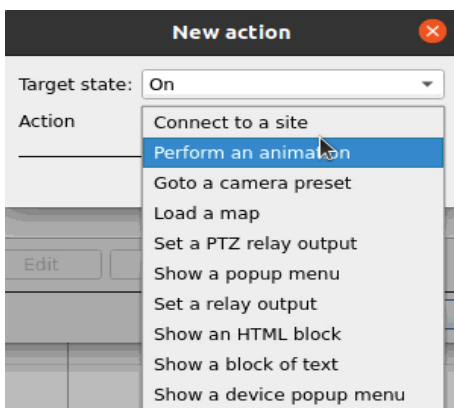 New action
Target state: On
Action
Connect to a site
Perform an animation
Goto a camera preset
Load a map
Set a PTZ relay output
Edit
Show a popup menu
Set a relay output
Show an HTML block
Show a block of text
Show a device popup menu